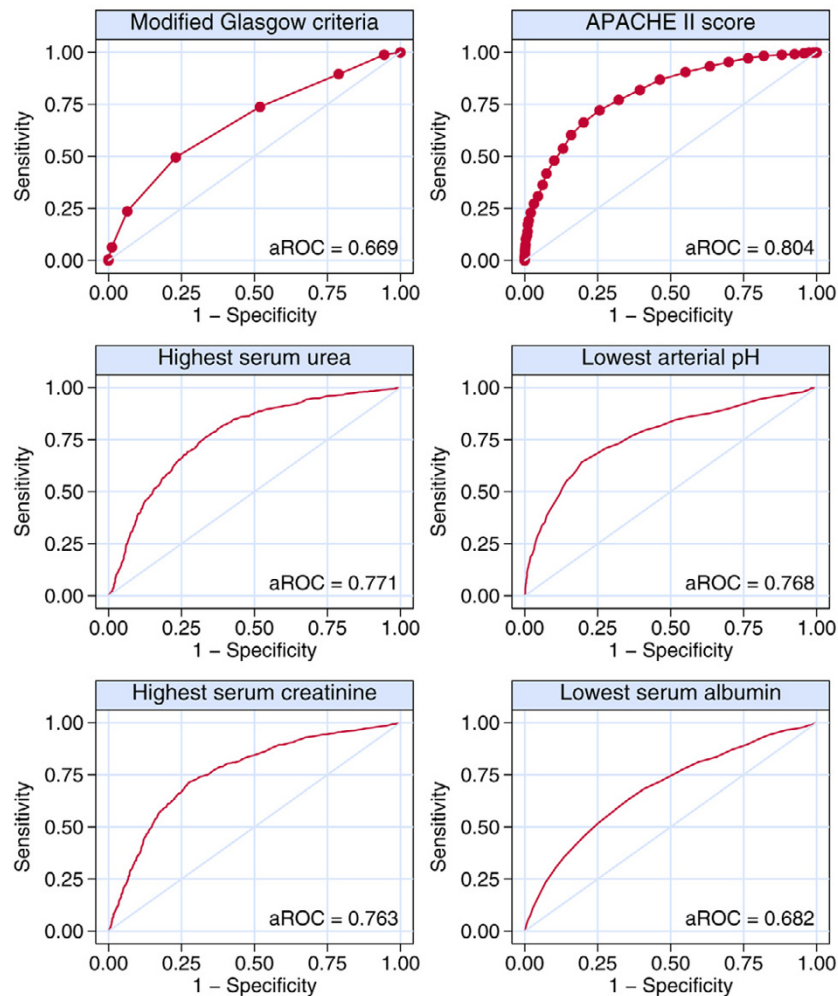 Modified Glasgow criteria
1.00
0.75
0.50
0.25
0.00
Sensitivity
aROC = 0.669
0.00 0.25 0.50 0.75 1.00
1 − Specificity
APACHE II score
1.00
0.75
0.50
0.25
0.00
Sensitivity
aROC = 0.804
0.00 0.25 0.50 0.75 1.00
1 − Specificity
Highest serum urea
1.00
0.75
0.50
0.25
0.00
Sensitivity
aROC = 0.771
0.00 0.25 0.50 0.75 1.00
1 − Specificity
Lowest arterial pH
1.00
0.75
0.50
0.25
0.00
Sensitivity
aROC = 0.768
0.00 0.25 0.50 0.75 1.00
1 − Specificity
Highest serum creatinine
1.00
0.75
0.50
0.25
0.00
Sensitivity
aROC = 0.763
0.00 0.25 0.50 0.75 1.00
1 − Specificity
Lowest serum albumin
1.00
0.75
0.50
0.25
0.00
Sensitivity
aROC = 0.682
0.00 0.25 0.50 0.75 1.00
1 − Specificity